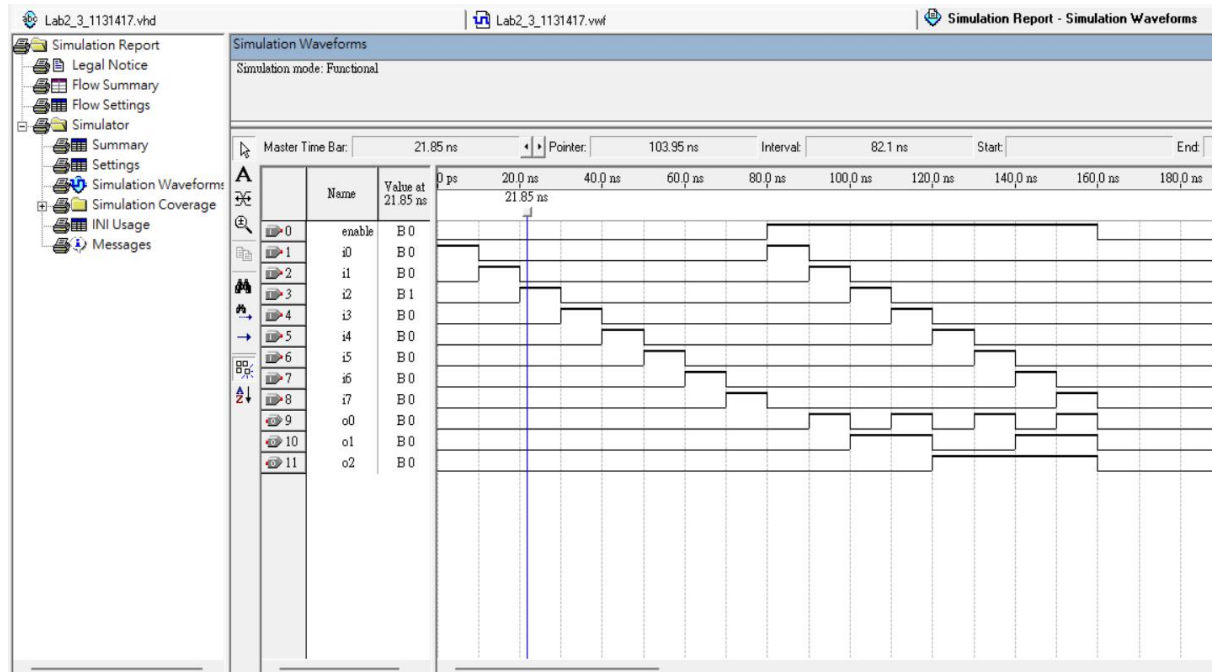 Lab2_3_1131417.vhd
Lab2_3_1131417.vwf
Simulation Report - Simulation Waveforms
Simulation Report
Legal Notice
Flow Summary
Flow Settings
Simulator
Summary
Settings
Simulation Waveforms
Simulation Coverage
INI Usage
Messages
Simulation Waveforms
Simulation mode: Functional
Master Time Bar: 21.85 ns Pointer: 103.95 ns Interval: 82.1 ns Start: End:
Name Value at 21.85 ns
0 ps 20.0 ns 40.0 ns 60.0 ns 80.0 ns 100.0 ns 120.0 ns 140.0 ns 160.0 ns 180.0 ns
21.85 ns
0 enable B 0
1 i0 B 0
2 i1 B 0
3 i2 B 1
4 i3 B 0
5 i4 B 0
6 i5 B 0
7 i6 B 0
8 i7 B 0
9 o0 B 0
10 o1 B 0
11 o2 B 0